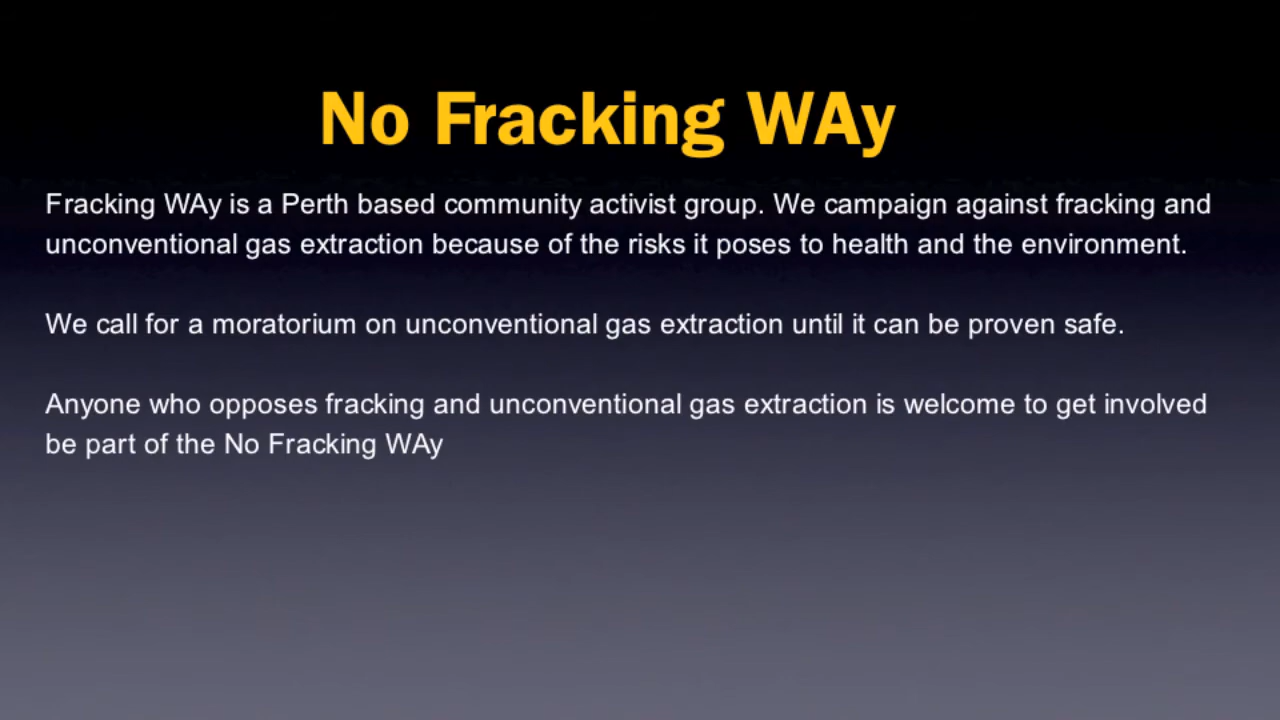 No Fracking WAy
Fracking WAy is a Perth based community activist group. We campaign against fracking and
unconventional gas extraction because of the risks it poses to health and the environment.
We call for a moratorium on unconventional gas extraction until it can be proven safe.
Anyone who opposes fracking and unconventional gas extraction is welcome to get involved
be part of the No Fracking WAy